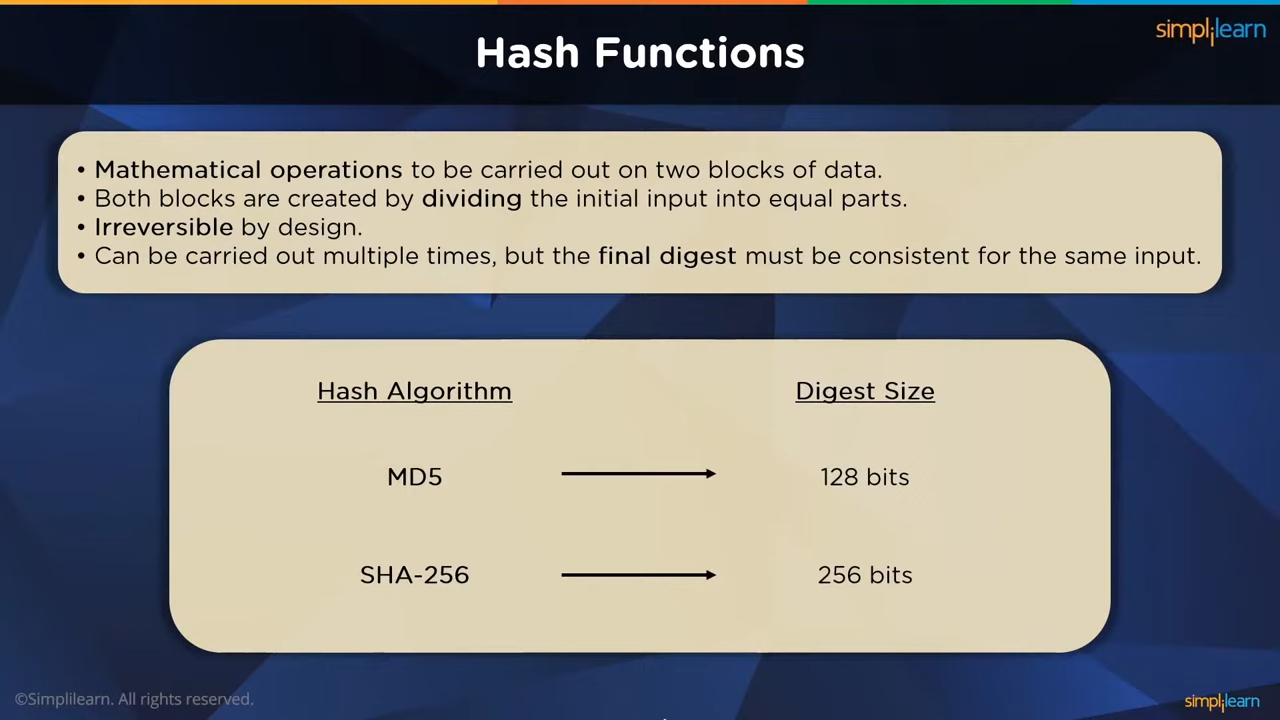 simplilearn
Hash Functions
• Mathematical operations to be carried out on two blocks of data.
• Both blocks are created by dividing the initial input into equal parts.
• Irreversible by design.
• Can be carried out multiple times, but the final digest must be consistent for the same input.
Hash Algorithm
Digest Size
MD5
128 bits
SHA-256
256 bits
©Simplilearn. All rights reserved.
simplilearn